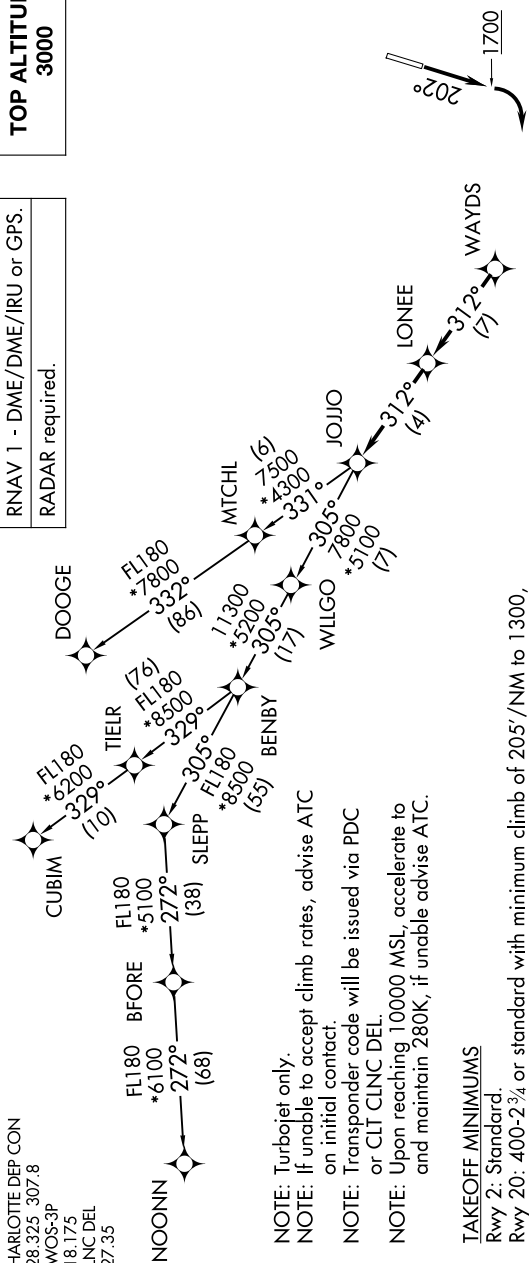 HARLOTTE DEP CON
28.325 307.8
WOS-3P
18.175
LNC DEL
27.35
RNAV 1 - DME/DME/IRU or GPS.
RADAR required.
TOP ALTITU
3000
202°
1700
WAYDS
312°
(7)
LONEE
312°
(4)
JOJJO
(6)
7500
*4300
331°
MTCHL
FL180
*7800
332°
(86)
DOOGE
305°
7800
*5100
(7)
WLLGO
11300
*5200
305°
(17)
BENBY
(76)
FL180
*8500
329°
TIELR
FL180
*6200
329°
(10)
CUBIM
305°
FL180
*8500
(55)
SLEPP
FL180
*5100
272°
(38)
BFORE
FL180
*6100
272°
(68)
NOONN
NOTE: Turbojet only.
NOTE: If unable to accept climb rates, advise ATC
on initial contact.
NOTE: Transponder code will be issued via PDC
or CLT CLNC DEL.
NOTE: Upon reaching 10000 MSL, accelerate to
and maintain 280K, if unable advise ATC.
TAKEOFF MINIMUMS
Rwy 2: Standard.
Rwy 20: 400-2¾ or standard with minimum climb of 205'/NM to 1300,